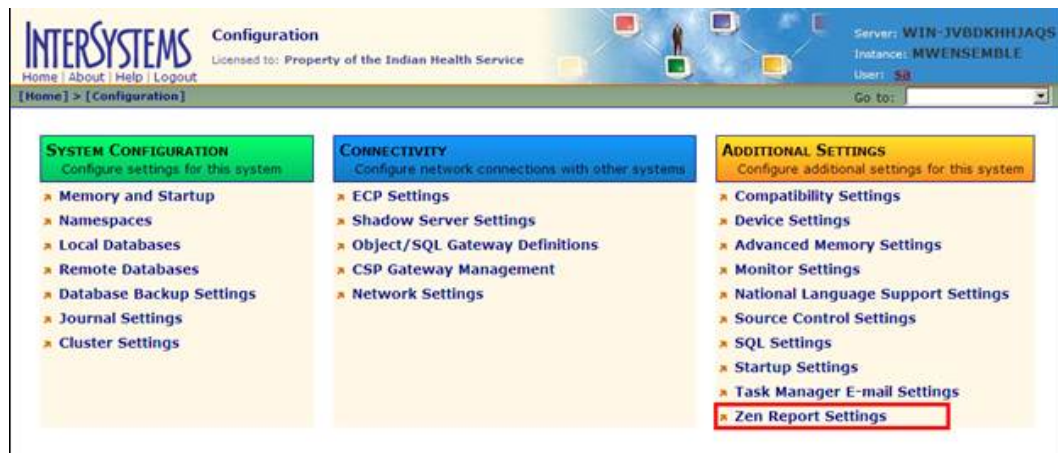 INTERSYSTEMS
Home | About | Help | Logout
Configuration
Licensed to: Property of the Indian Health Service
Server: WIN-JVBDKHHJAQS
Instance: MWENSEMBLE
User: sa
[Home] > [Configuration]
Go to:
SYSTEM CONFIGURATION
Configure settings for this system
Memory and Startup
Namespaces
Local Databases
Remote Databases
Database Backup Settings
Journal Settings
Cluster Settings
CONNECTIVITY
Configure network connections with other systems
ECP Settings
Shadow Server Settings
Object/SQL Gateway Definitions
CSP Gateway Management
Network Settings
ADDITIONAL SETTINGS
Configure additional settings for this system
Compatibility Settings
Device Settings
Advanced Memory Settings
Monitor Settings
National Language Support Settings
Source Control Settings
SQL Settings
Startup Settings
Task Manager E-mail Settings
Zen Report Settings